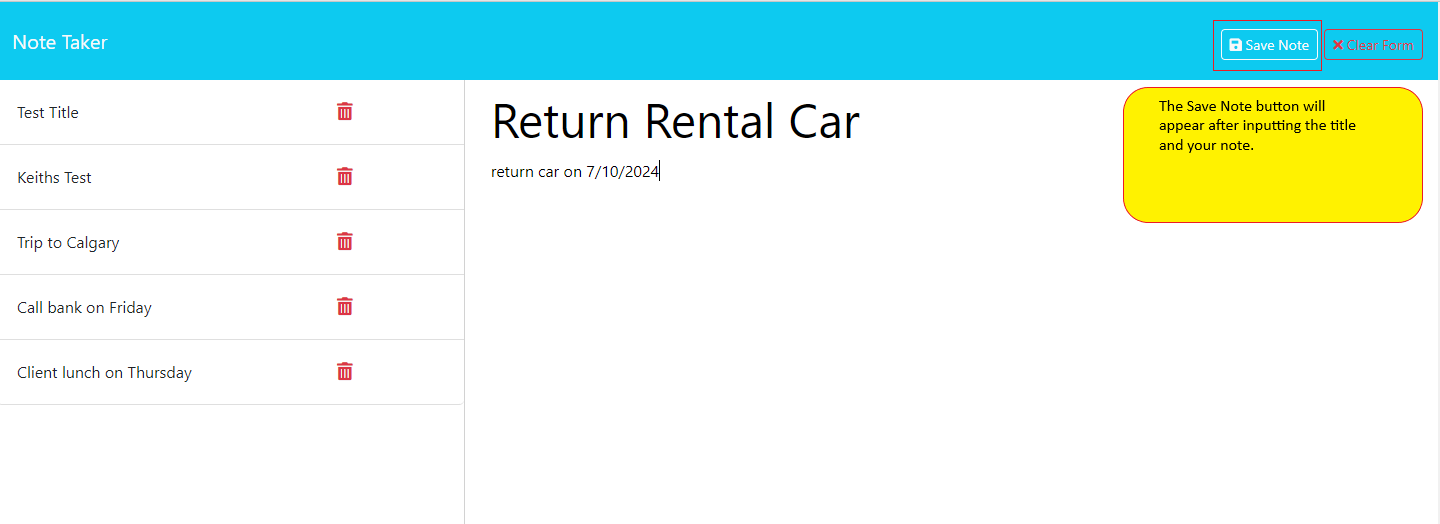 Note Taker
Save Note
Clear Form
Test Title
Keiths Test
Trip to Calgary
Call bank on Friday
Client lunch on Thursday
Return Rental Car
return car on 7/10/2024
The Save Note button will
appear after inputting the title
and your note.